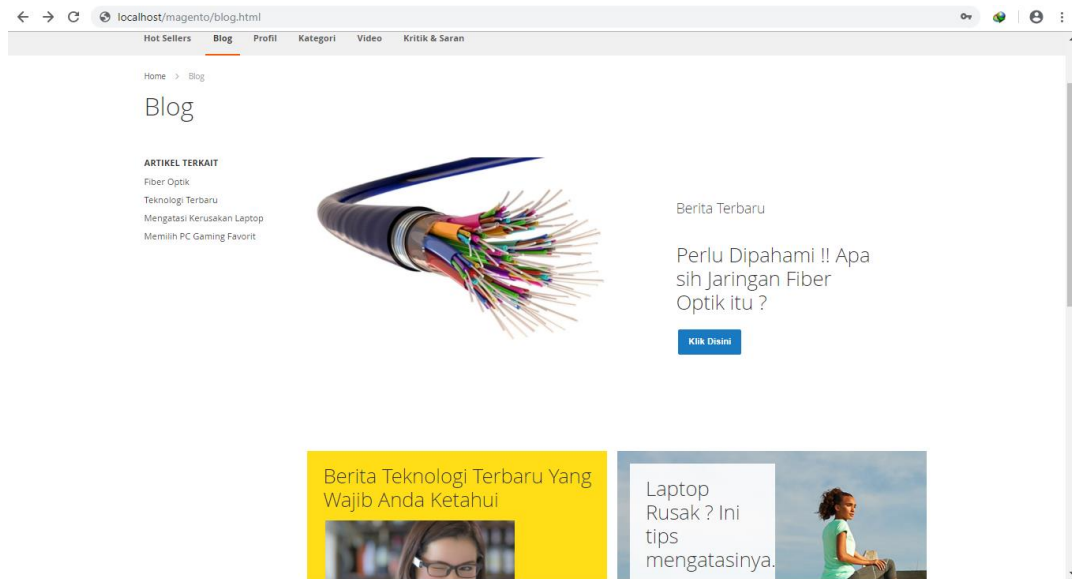 localhost/magento/blog.html
Hot Sellers Blog Profil Kategori Video Kritik & Saran
Home > Blog
Blog
ARTIKEL TERKAIT
Fiber Optik
Teknologi Terbaru
Mengatasi Kerusakan Laptop
Memilih PC Gaming Favorit
Berita Terbaru
Perlu Dipahami !! Apa
sih Jaringan Fiber
Optik itu ?
Klik Disini
Berita Teknologi Terbaru Yang
Wajib Anda Ketahui
Laptop
Rusak ? Ini
tips
mengatasinya.